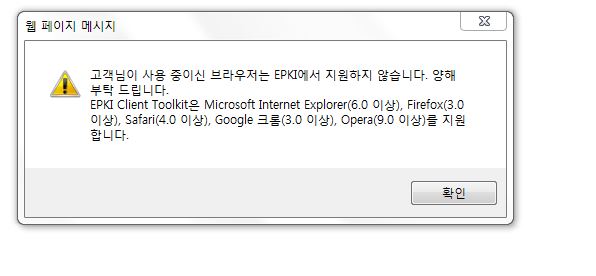 웹 페이지 메시지
고객님이 사용 중이신 브라우저는 EPKI에서 지원하지 않습니다. 양해
부탁 드립니다.
EPKI Client Toolkit은 Microsoft Internet Explorer(6.0 이상), Firefox(3.0
이상), Safari(4.0 이상), Google 크롬(3.0 이상), Opera(9.0 이상)를 지원
합니다.
확인